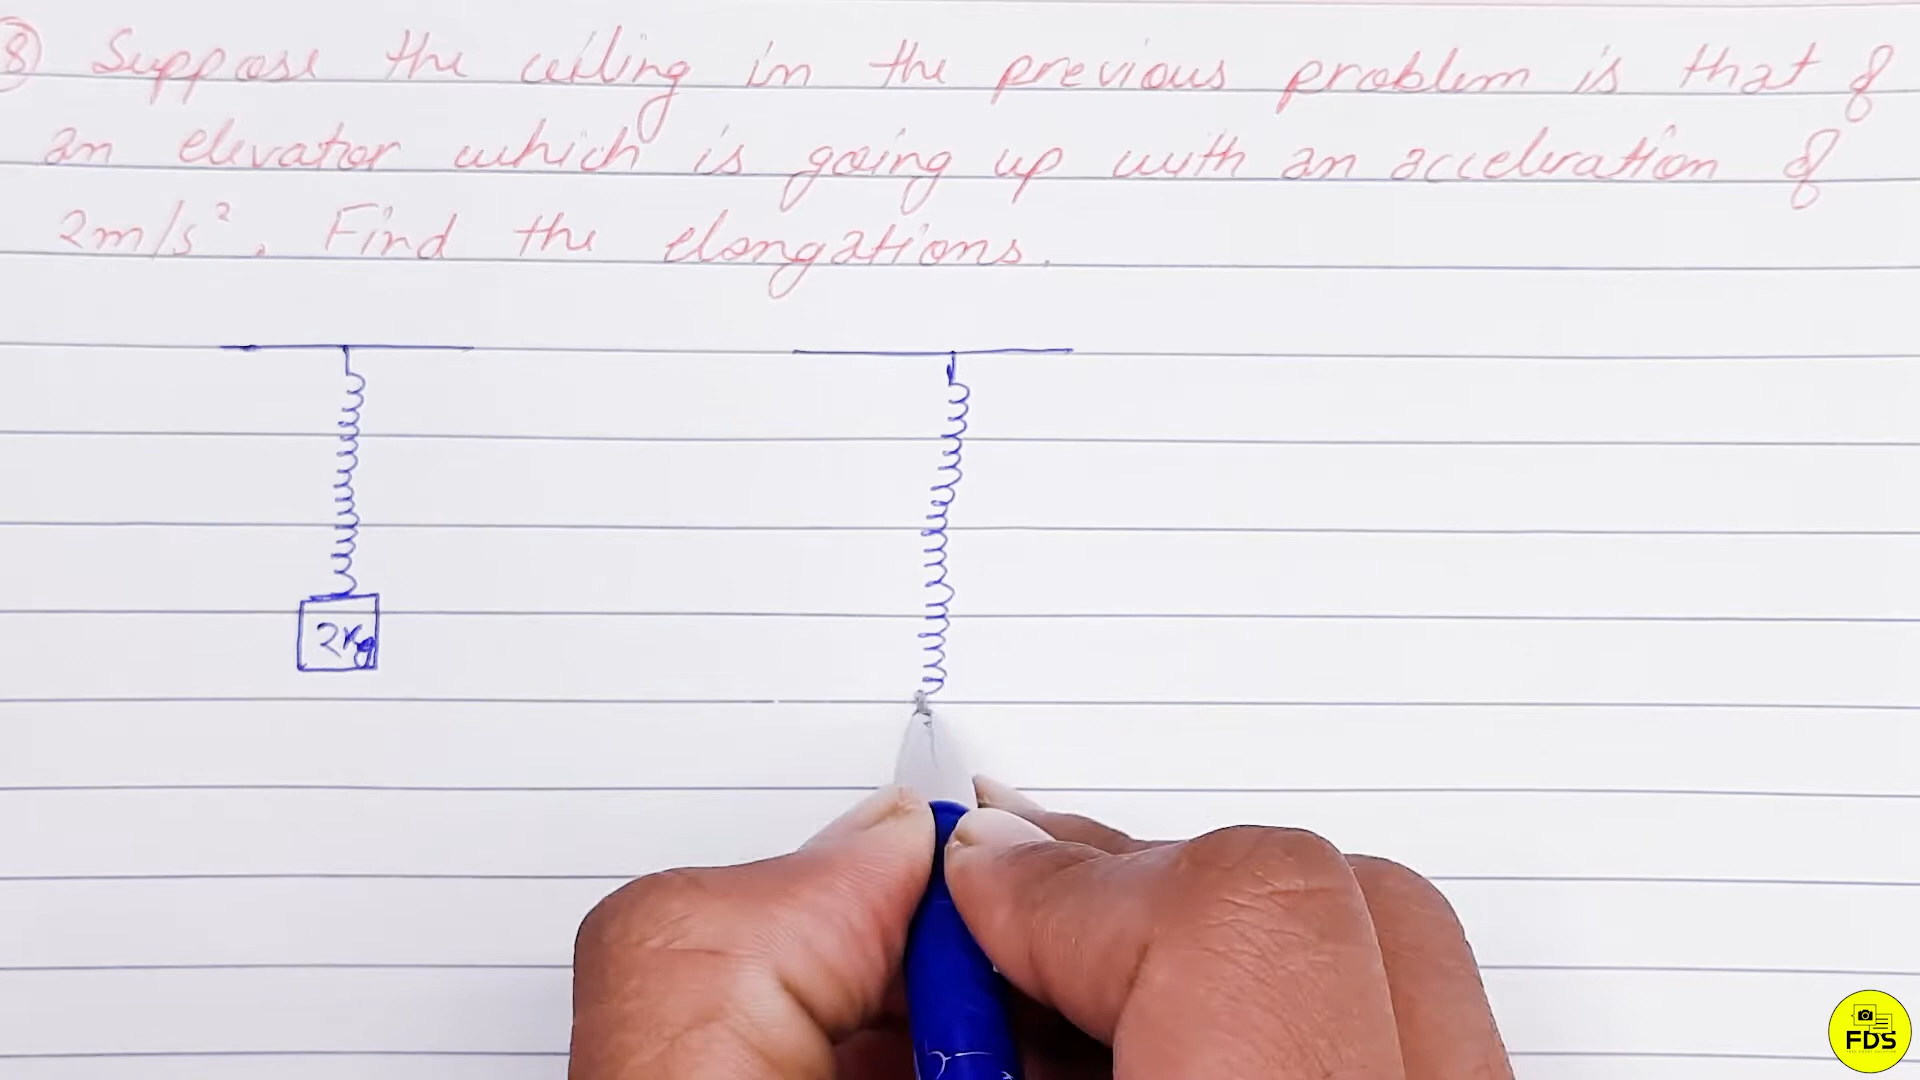 8 Suppose the ceiling in the previous problem is that of
an elevator which is going up with an acceleration of
2m/s². Find the elongations.
2Kg
FDS